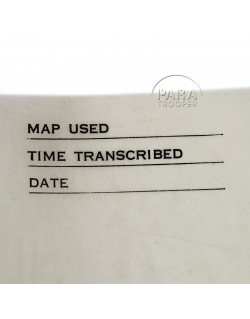 PARA
TROOPER
MAP USED
TIME TRANSCRIBED
DATE